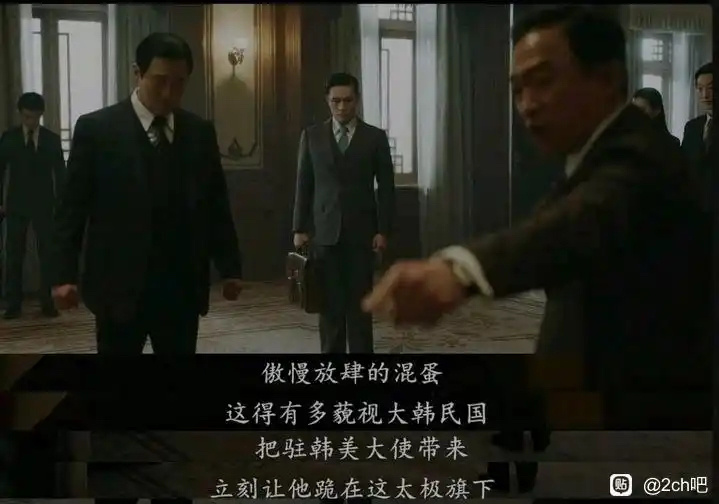 傲慢放肆的混蛋
这得有多藐视大韩民国
把驻韩美大使带来
立刻让他跪在这太极旗下
贴 @2ch吧